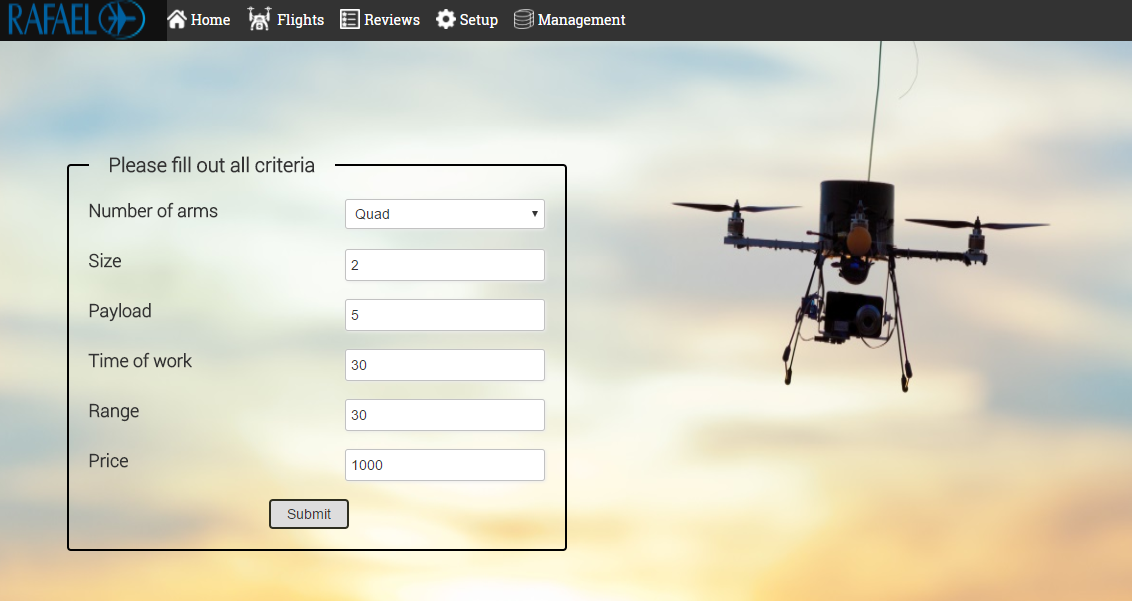 RAFAEL Home Flights Reviews Setup Management
Please fill out all criteria
Number of arms Quad
Size 2
Payload 5
Time of work 30
Range 30
Price 1000
Submit